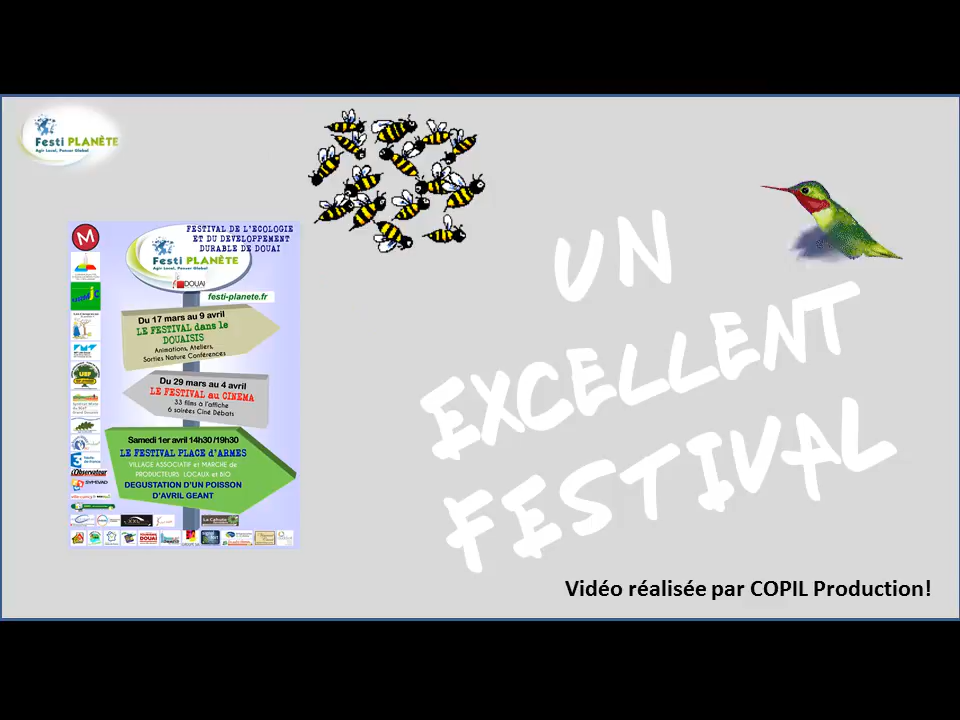 Festi PLANÈTE
Agir Local, Penser Global
FESTIVAL DE L'ECOLOGIE
ET DU DEVELOPPEMENT
DURABLE DE DOUAI
M
Festi PLANÈTE
Agir Local, Penser Global
DOUAI
festi-planete.fr
Du 17 mars au 9 avril
LE FESTIVAL dans le
DOUAISIS
Animations, Ateliers,
Sorties Nature Conférences
Du 29 mars au 4 avril
LE FESTIVAL au CINEMA
33 films à l'affiche
6 soirées Ciné Débats
Samedi 1er avril 14h30/19h30
LE FESTIVAL PLACE d'ARMES
VILLAGE ASSOCIATIF et MARCHE de
PRODUCTEURS LOCAUX et BIO
DEGUSTATION D'UN POISSON
D'AVRIL GEANT
3
l'Observateur
SYMEVAD
UN
EXCELLENT
FESTIVAL
Vidéo réalisée par COPIL Production!